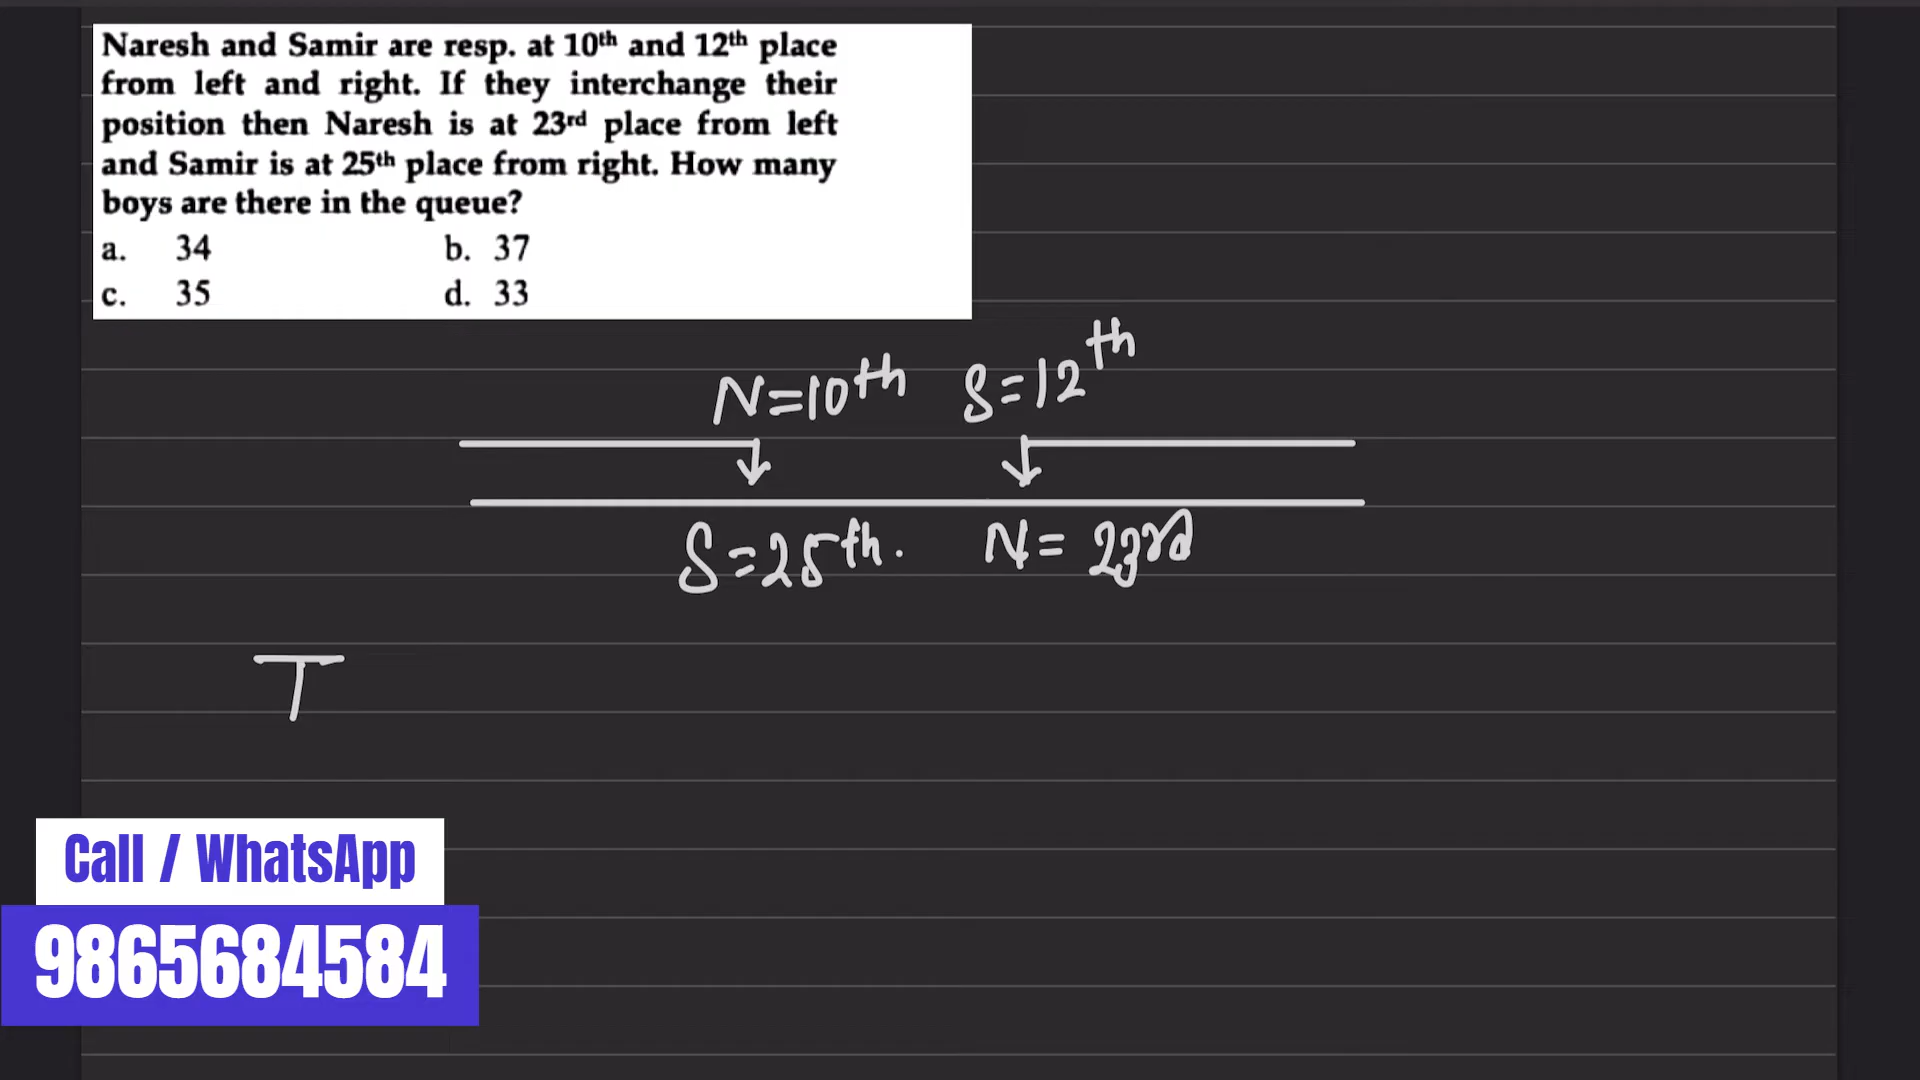 Naresh and Samir are resp. at 10th and 12th place
from left and right. If they interchange their
position then Naresh is at 23rd place from left
and Samir is at 25th place from right. How many
boys are there in the queue?
a. 34 b. 37
c. 35 d. 33
N=10th S=12th
S=25th. N= 23rd
T
Call / WhatsApp
9865684584